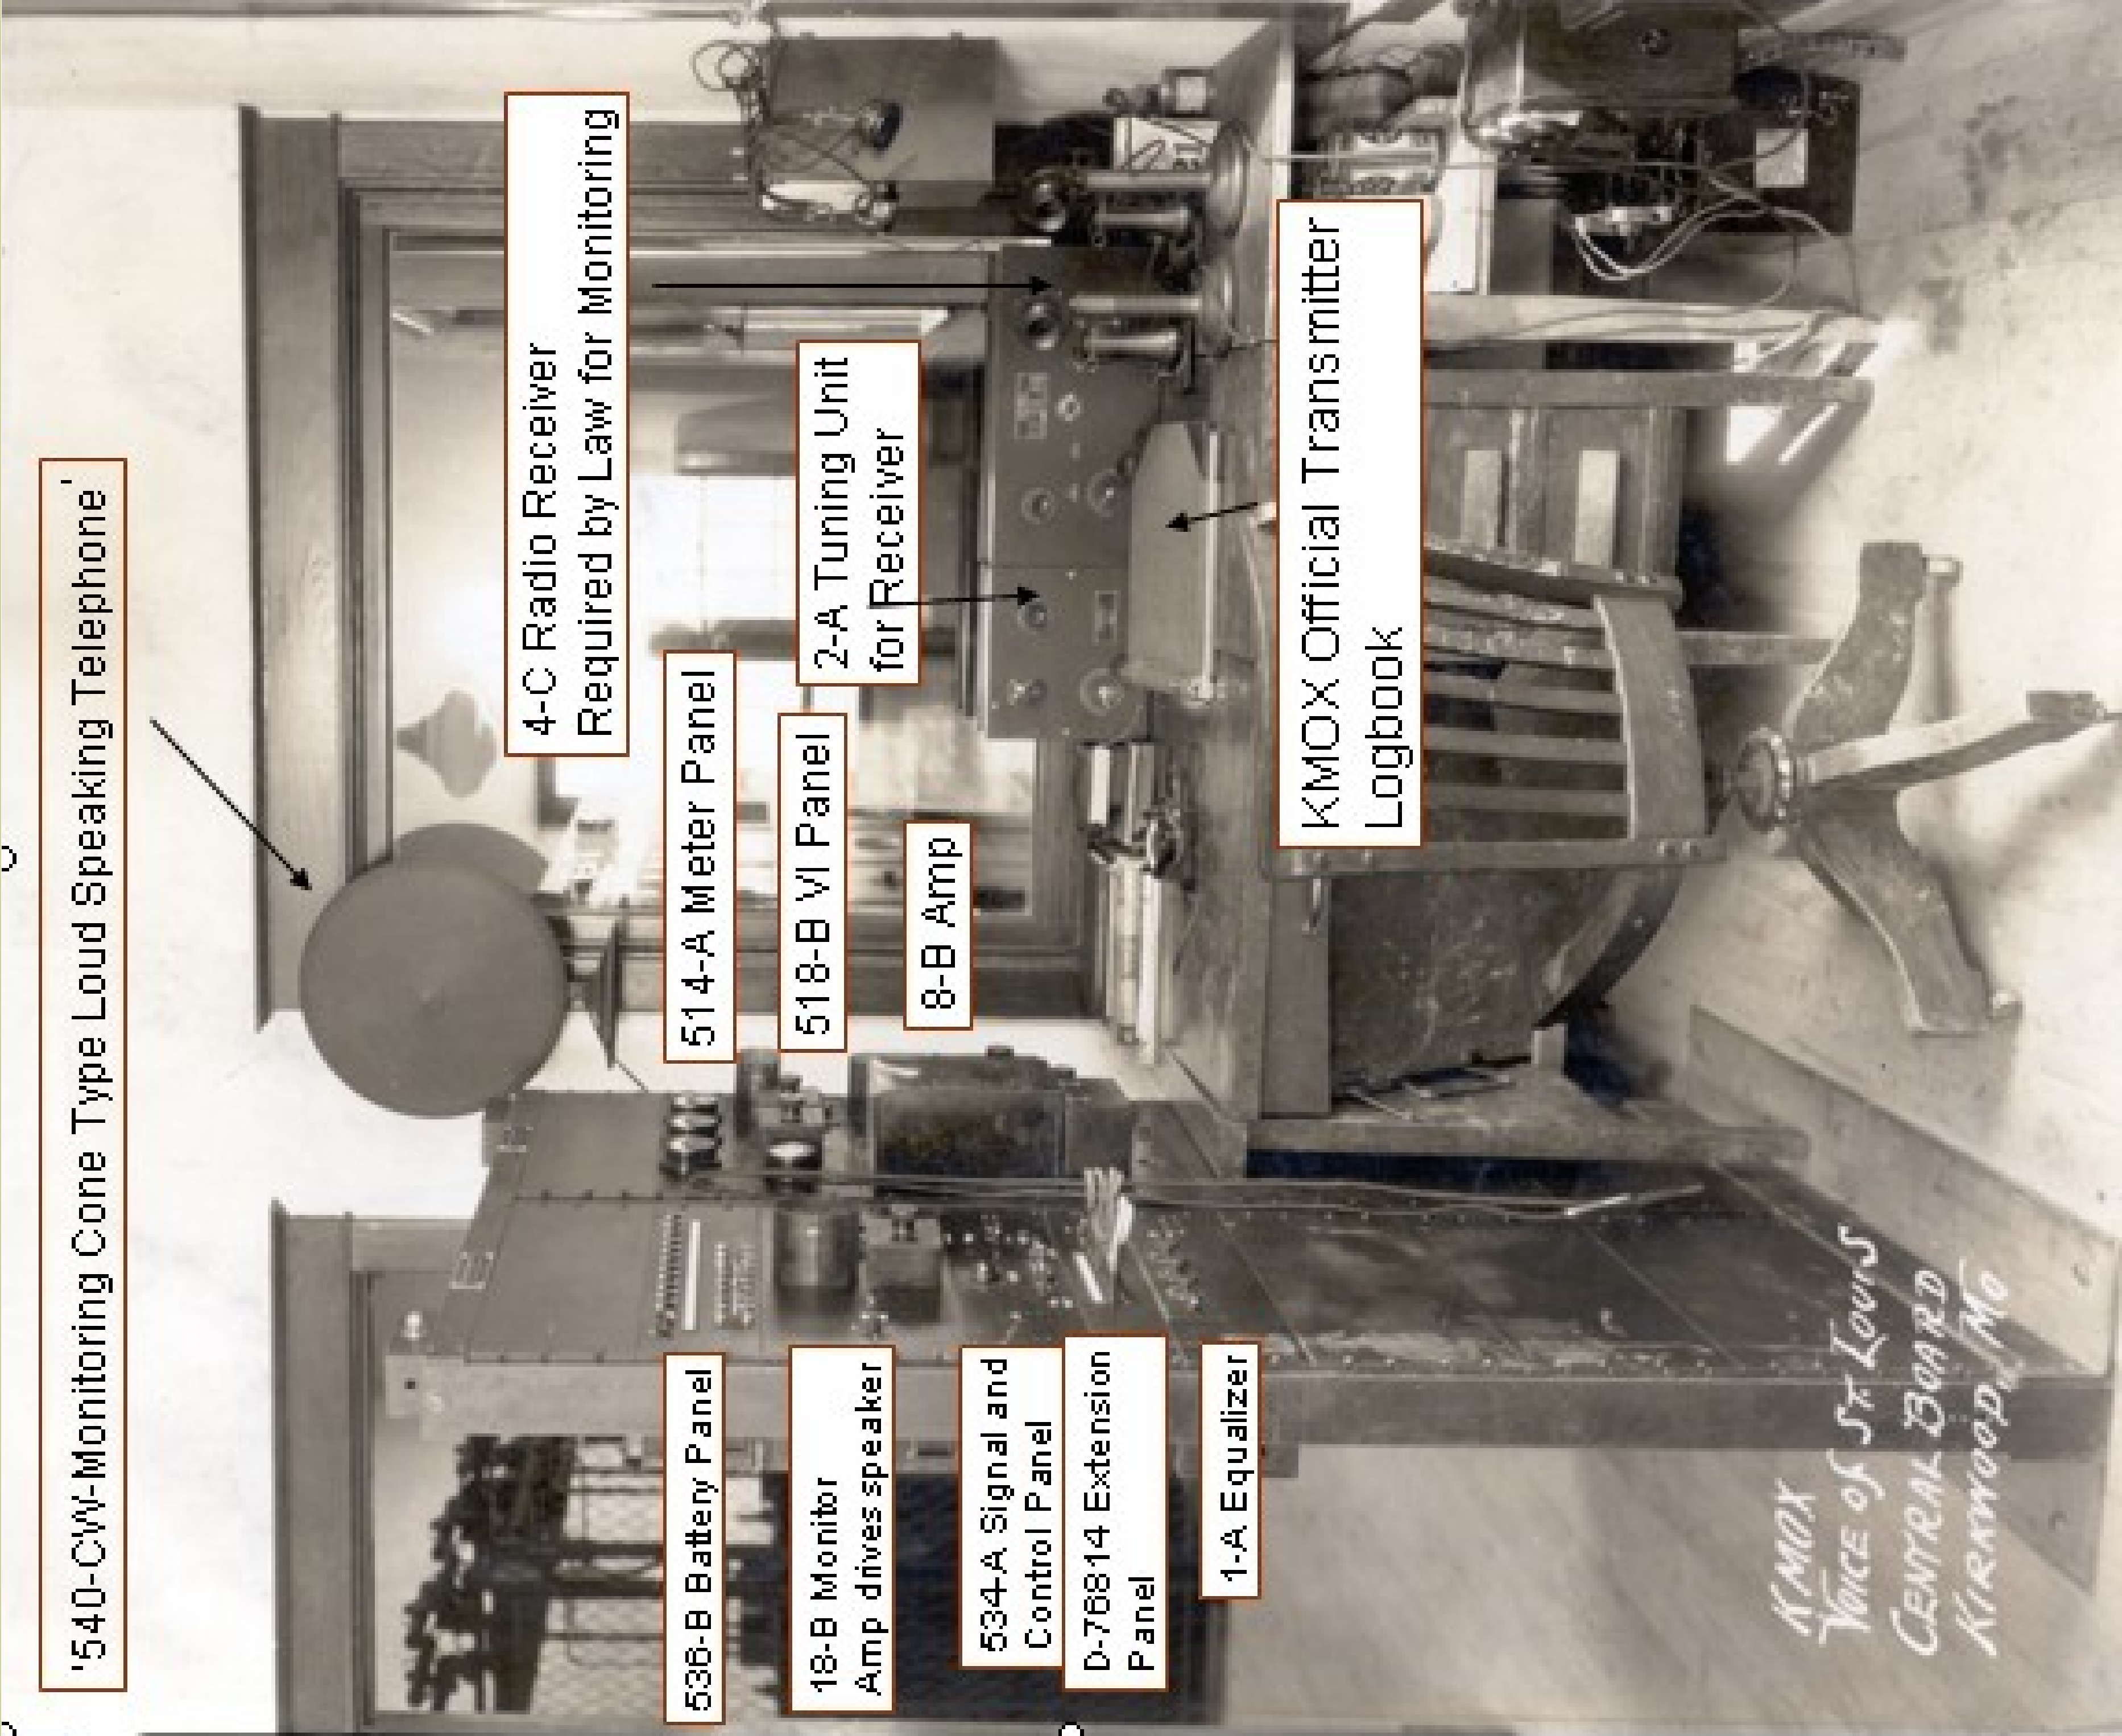 '540-CW-Monitoring Cone Type Loud Speaking Telephone'
4-C Radio Receiver
Required by Law for Monitoring
514-A Meter Panel
2-A Tuning Unit
for Receiver
518-B VI Panel
8-B Amp
KMOX Official Transmitter
Logbook
536-B Battery Panel
18-B Monitor
Amp drives speaker
534-A Signal and
Control Panel
D-76814 Extension
Panel
1-A Equalizer
KMOX
VOICE OF ST. LOUIS
CENTRAL BOARD
KIRKWOOD, MO